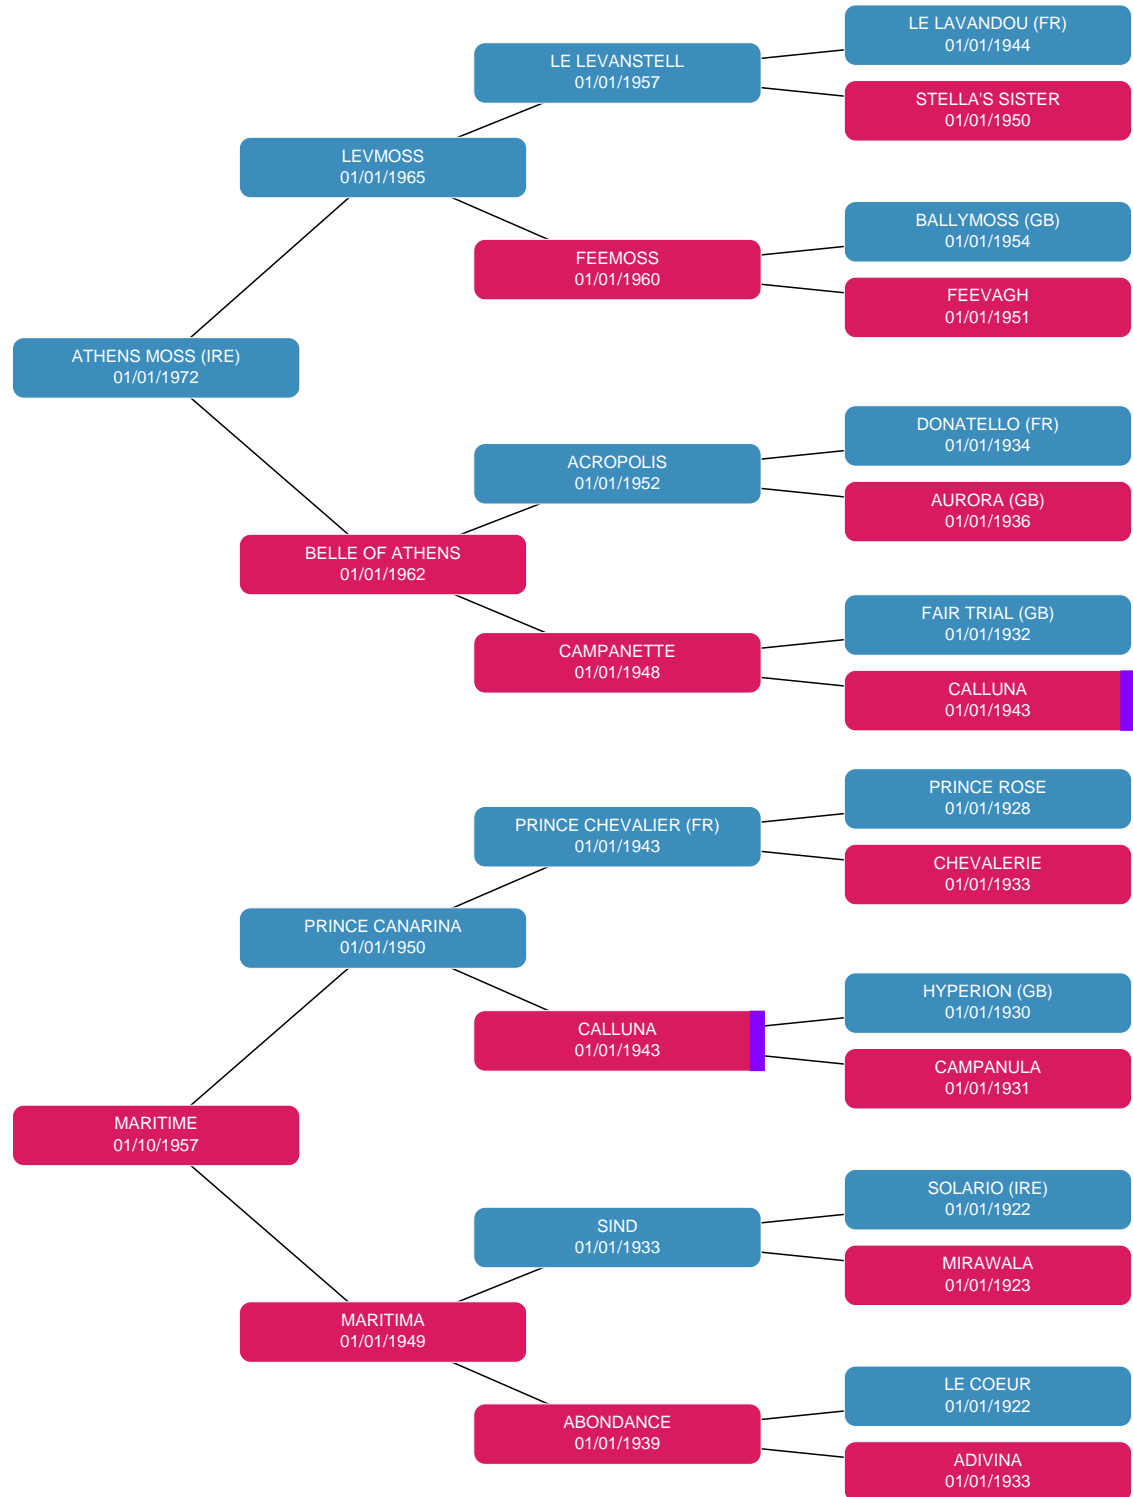 LE LAVANDOU (FR)
01/01/1944
LE LEVANSTELL
01/01/1957
STELLA'S SISTER
01/01/1950
LEVMOSS
01/01/1965
BALLYMOSS (GB)
01/01/1954
FEEMOSS
01/01/1960
FEEVAGH
01/01/1951
ATHENS MOSS (IRE)
01/01/1972
DONATELLO (FR)
01/01/1934
ACROPOLIS
01/01/1952
AURORA (GB)
01/01/1936
BELLE OF ATHENS
01/01/1962
FAIR TRIAL (GB)
01/01/1932
CAMPANETTE
01/01/1948
CALLUNA
01/01/1943
PRINCE ROSE
01/01/1928
PRINCE CHEVALIER (FR)
01/01/1943
CHEVALERIE
01/01/1933
PRINCE CANARINA
01/01/1950
HYPERION (GB)
01/01/1930
CALLUNA
01/01/1943
CAMPANULA
01/01/1931
MARITIME
01/10/1957
SOLARIO (IRE)
01/01/1922
SIND
01/01/1933
MIRAWALA
01/01/1923
MARITIMA
01/01/1949
LE COEUR
01/01/1922
ABONDANCE
01/01/1939
ADIVINA
01/01/1933